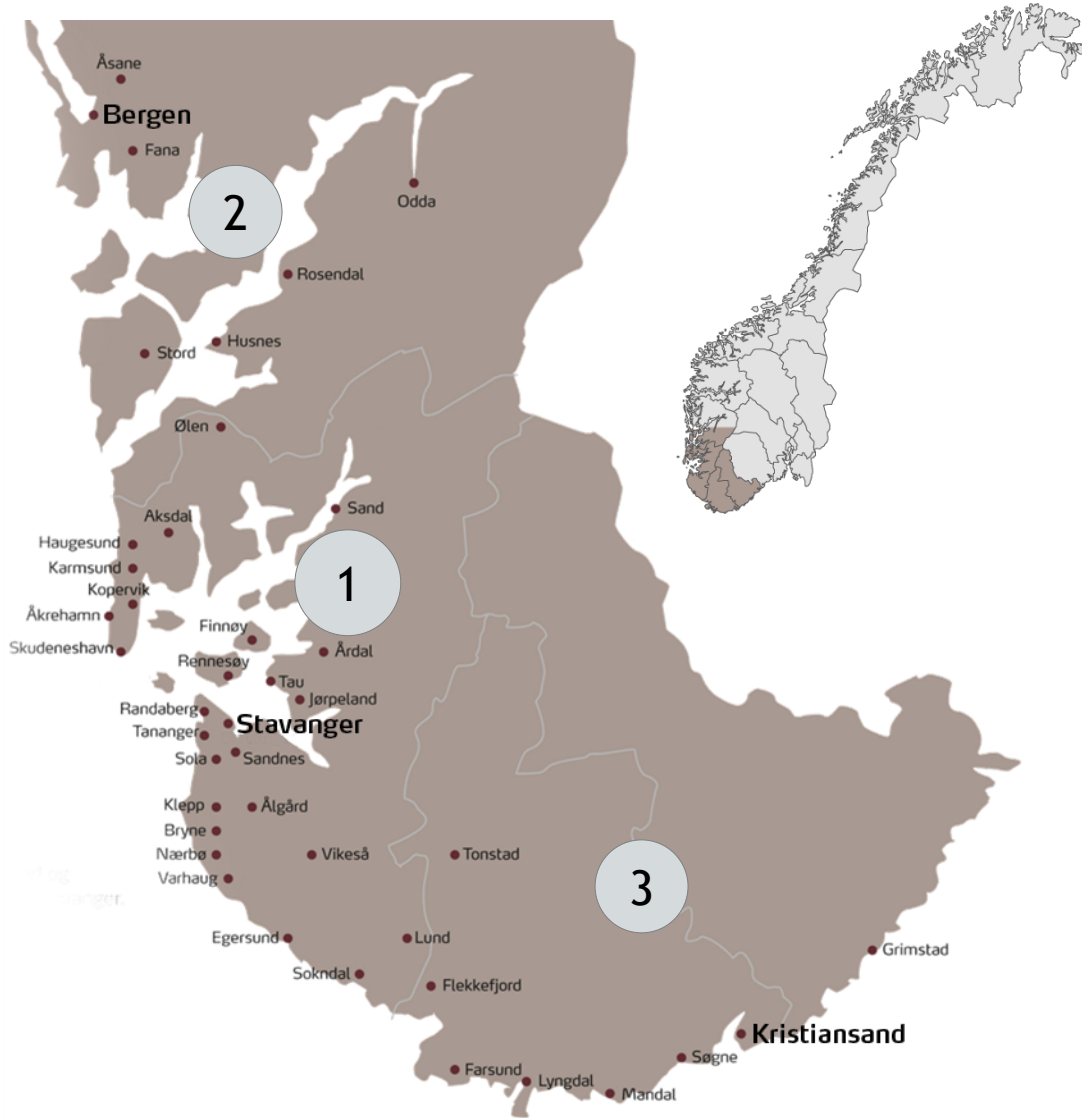 Åsane
Bergen
Fana
2
Odda
Rosendal
Husnes
Stord
Ølen
Sand
Aksdal
Haugesund
Karmsund
Kopervik
1
Åkrehamn
Finnøy
Skudeneshavn
Årdal
Rennesøy
Tau
Jørpeland
Randaberg
Stavanger
Tananger
Sola
Sandnes
Klepp
Ålgård
Bryne
Nærbø
Vikeså
Tonstad
Varhaug
3
Egersund
Lund
Grimstad
Sokndal
Flekkefjord
Kristiansand
Søgne
Farsund
Lyngdal
Mandal